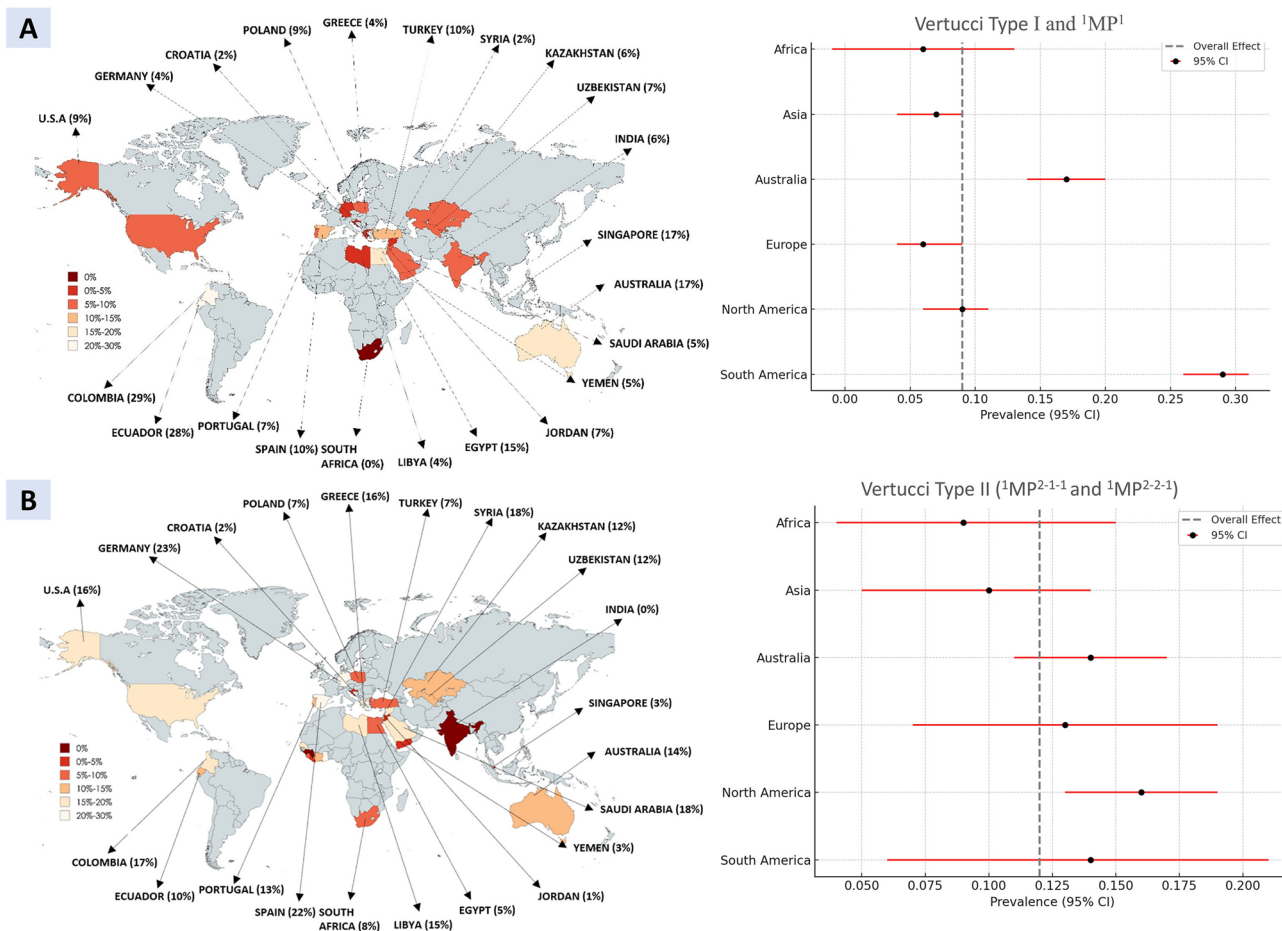 A
GREECE (4%)
POLAND (9%)
TURKEY (10%)
SYRIA (2%)
CROATIA (2%)
KAZAKHSTAN (6%)
GERMANY (4%)
UZBEKISTAN (7%)
U.S.A (9%)
INDIA (6%)
SINGAPORE (17%)
AUSTRALIA (17%)
SAUDI ARABIA (5%)
YEMEN (5%)
0%
0%-5%
5%-10%
10%-15%
15%-20%
20%-30%
COLOMBIA (29%)
ECUADOR (28%)
PORTUGAL (7%)
SPAIN (10%)
SOUTH
AFRICA (0%)
LIBYA (4%)
EGYPT (15%)
JORDAN (7%)
Vertucci Type I and ¹MP¹
Overall Effect
95% CI
Africa
Asia
Australia
Europe
North America
South America
0.00 0.05 0.10 0.15 0.20 0.25 0.30
Prevalence (95% CI)
B
GREECE (16%)
POLAND (7%)
TURKEY (7%)
SYRIA (18%)
CROATIA (2%)
KAZAKHSTAN (12%)
GERMANY (23%)
UZBEKISTAN (12%)
U.S.A (16%)
INDIA (0%)
SINGAPORE (3%)
AUSTRALIA (14%)
SAUDI ARABIA (18%)
YEMEN (3%)
0%
0%-5%
5%-10%
10%-15%
15%-20%
20%-30%
COLOMBIA (17%)
ECUADOR (10%)
PORTUGAL (13%)
SPAIN (22%)
SOUTH
AFRICA (8%)
LIBYA (15%)
EGYPT (5%)
JORDAN (1%)
Vertucci Type II (¹MP²⁻¹⁻¹ and ¹MP²⁻²⁻¹)
Overall Effect
95% CI
Africa
Asia
Australia
Europe
North America
South America
0.050 0.075 0.100 0.125 0.150 0.175 0.200
Prevalence (95% CI)